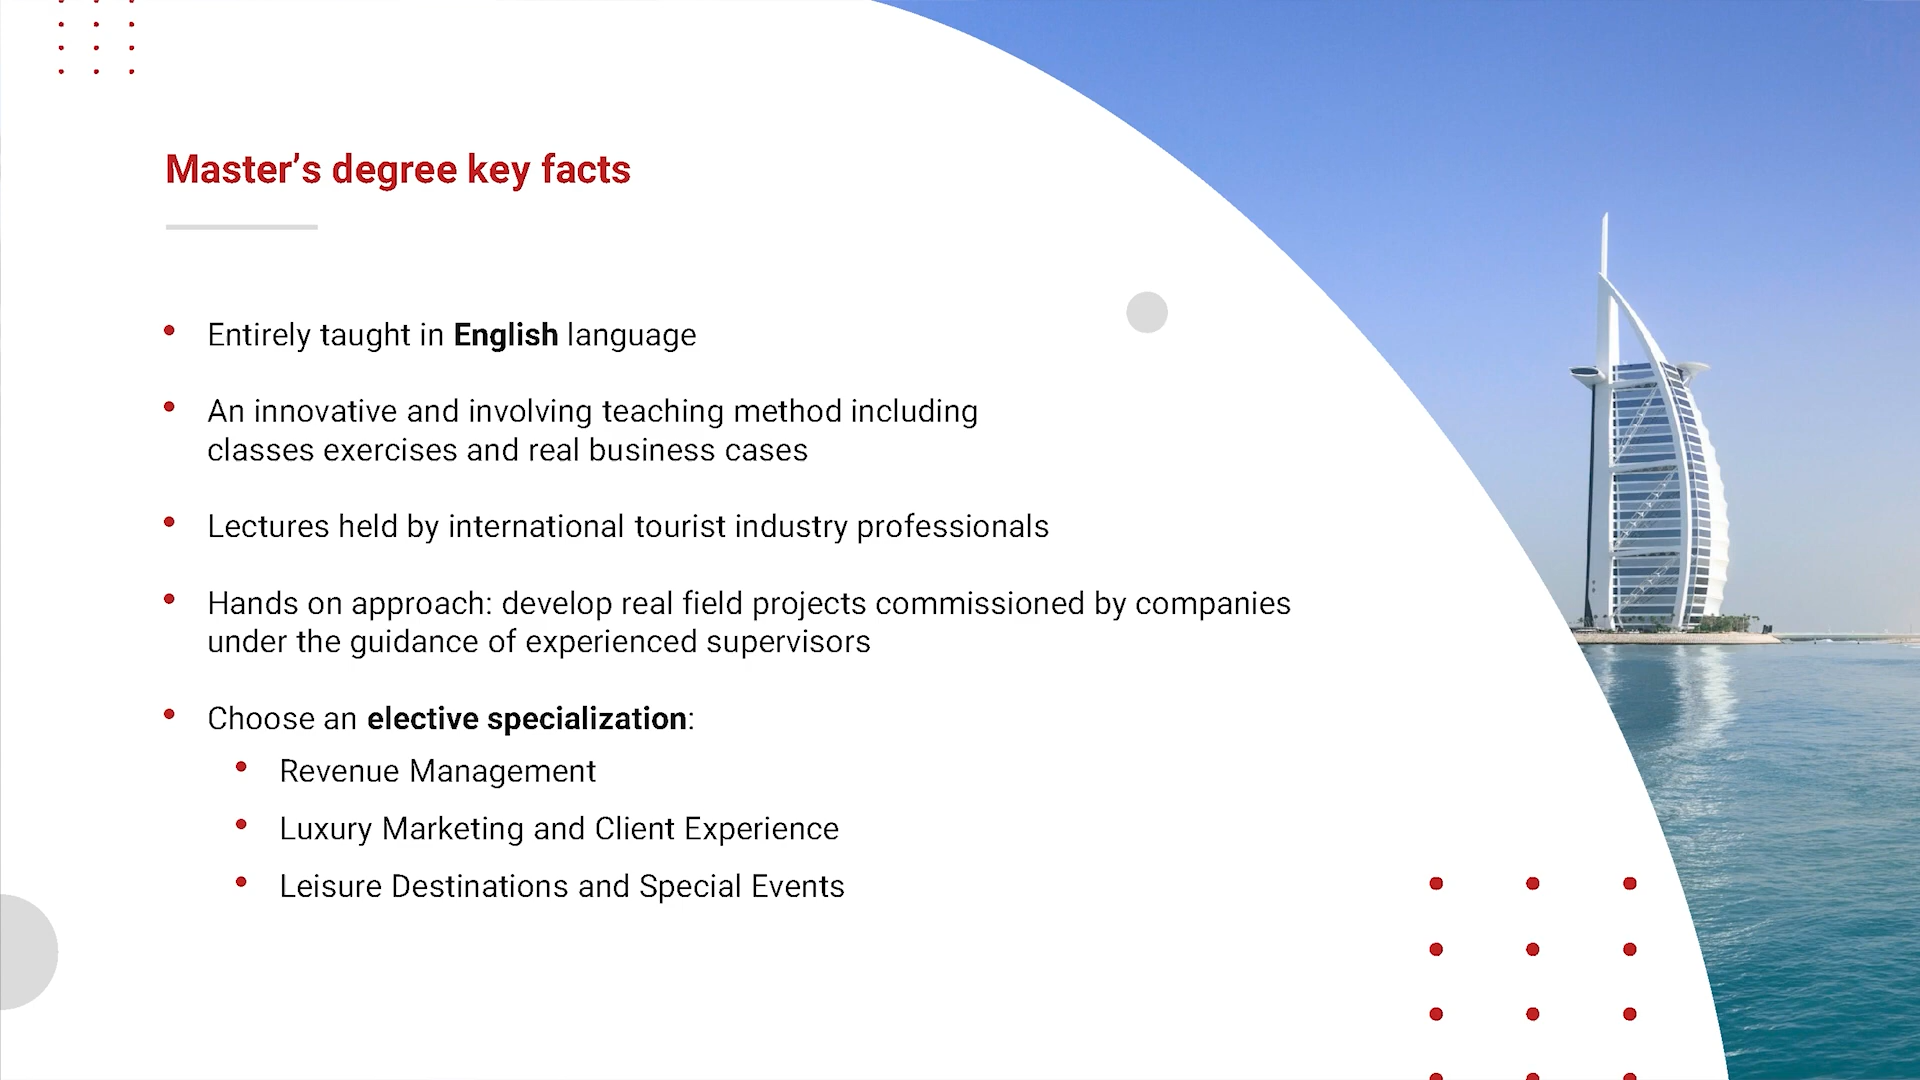 Master’s degree key facts
Entirely taught in English language
An innovative and involving teaching method including
classes exercises and real business cases
Lectures held by international tourist industry professionals
Hands on approach: develop real field projects commissioned by companies
under the guidance of experienced supervisors
Choose an elective specialization:
Revenue Management
Luxury Marketing and Client Experience
Leisure Destinations and Special Events